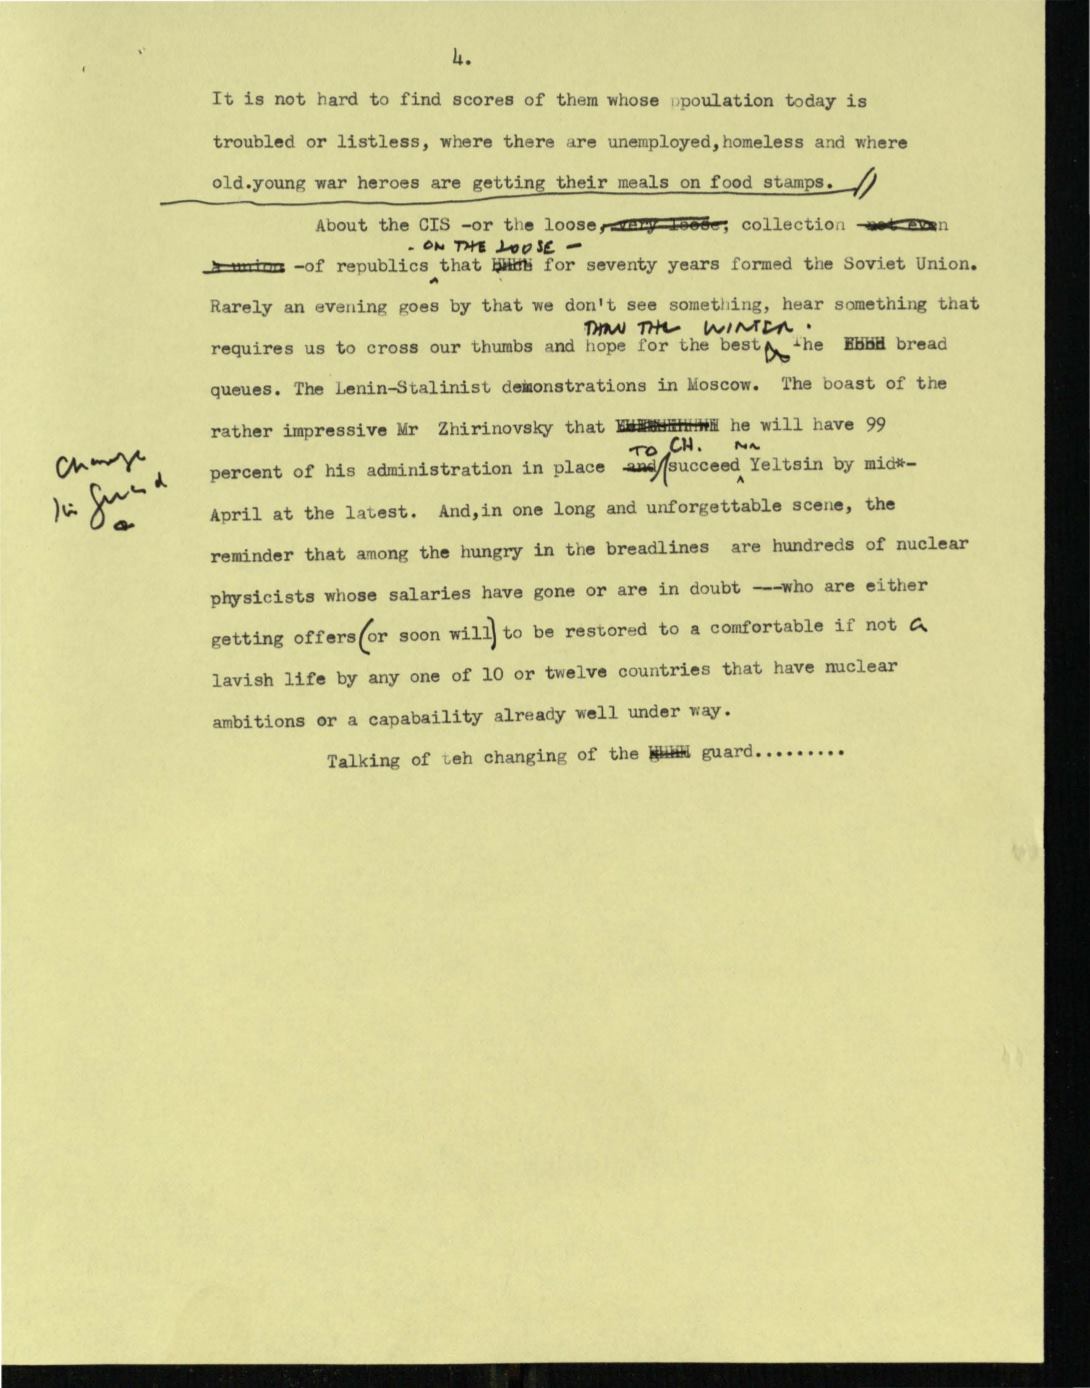 4.
It is not hard to find scores of them whose ppoulation today is
troubled or listless, where there are unemployed,homeless and where
old.young war heroes are getting their meals on food stamps. //
About the CIS -or the loose, very loose, collection -not even
- ON THE LOOSE -
a union -of republics ^ that for seventy years formed the Soviet Union.
Rarely an evening goes by that we don't see something, hear something that
THRU THE WINTER.
requires us to cross our thumbs and hope for the best The bread
queues. The Lenin-Stalinist demonstrations in Moscow. The boast of the
rather impressive Mr Zhirinovsky that he will have 99
TO CH. Mr
percent of his administration in place and/(succeed ^ Yeltsin by mid*-
Change
in Guard
April at the latest. And,in one long and unforgettable scene, the
reminder that among the hungry in the breadlines are hundreds of nuclear
physicists whose salaries have gone or are in doubt ---who are either
getting offers(or soon will) to be restored to a comfortable if not a
lavish life by any one of 10 or twelve countries that have nuclear
ambitions or a capabaility already well under way.
Talking of teh changing of the guard.........